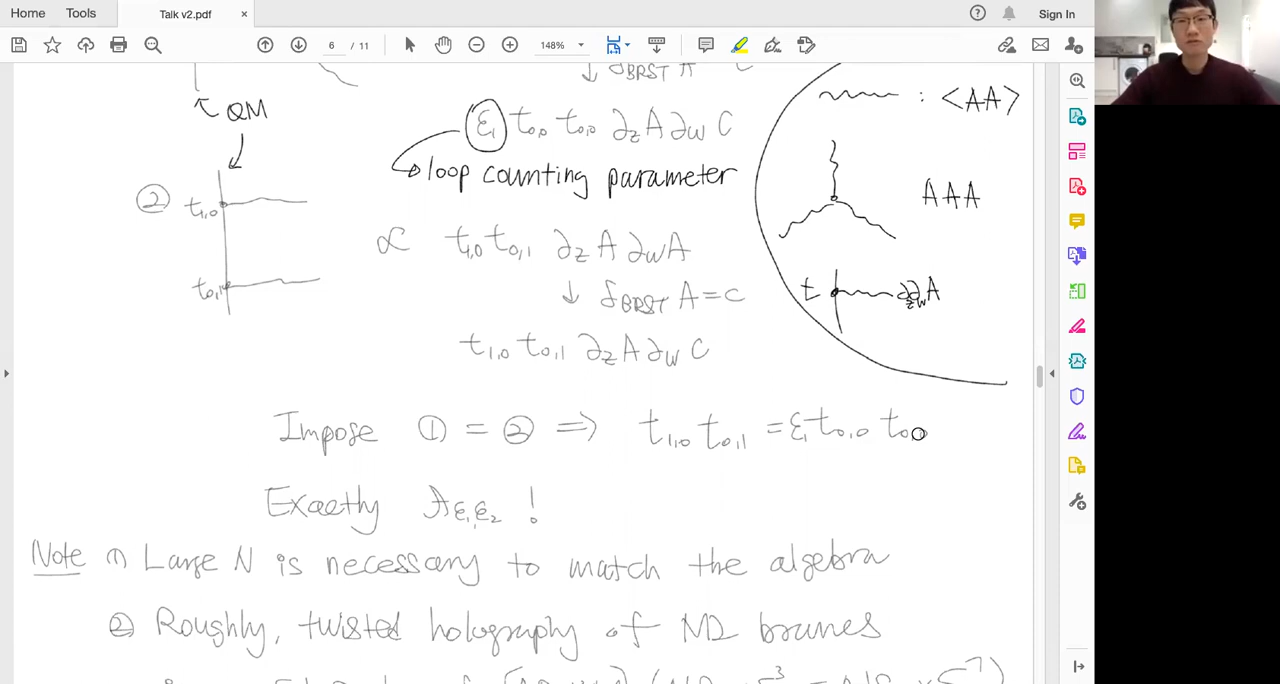 Home Tools Talk v2.pdf × Sign In
6 / 11 148%
δBRST A C
~ : <AA>
QM
ε₁ t0,0 t0,0 ∂z A ∂w C
loop counting parameter
② t1,0
AAA
∝ t1,0 t0,1 ∂z A ∂w A
t0,1
↓ δBRST A = C
t ∂z∂w A
t1,0 t0,1 ∂z A ∂w C
Impose ① = ② ⇒ t1,0 t0,1 = ε₁ t0,0 t0,0
Exactly Aε₁,ε₂ !
Note ① Large N is necessary to match the algebra
② Roughly, twisted holography of M2 branes